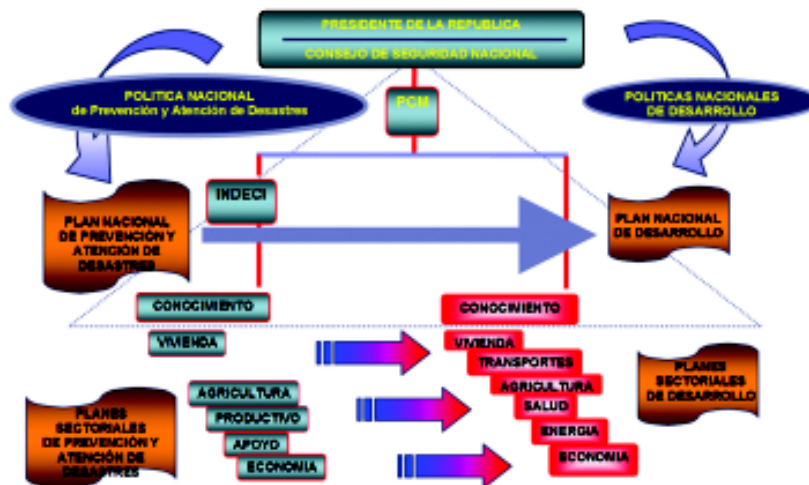 PRESIDENTE DE LA REPUBLICA
CONSEJO DE SEGURIDAD NACIONAL
POLITICA NACIONAL
de Prevención y Atención de Desastres
PCM
POLITICAS NACIONALES
DE DESARROLLO
INDECI
PLAN NACIONAL
DE PREVENCIÓN Y
ATENCIÓN DE
DESASTRES
PLAN NACIONAL
DE DESARROLLO
CONOCIMIENTO
CONOCIMIENTO
VIVIENDA
VIVIENDA
TRANSPORTES
AGRICULTURA
SALUD
ENERGIA
ECONOMIA
AGRICULTURA
PRODUCTIVO
APOYO
ECONOMIA
PLANES
SECTORIALES
DE DESARROLLO
PLANES
SECTORIALES
DE PREVENCIÓN Y
ATENCIÓN DE
DESASTRES